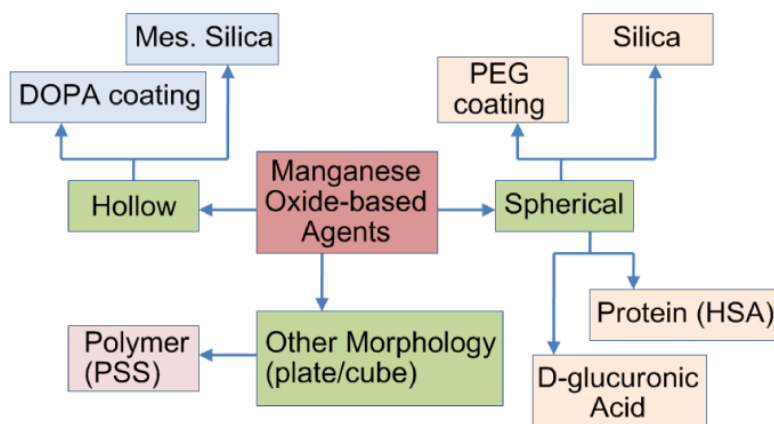 Mes. Silica
Silica
DOPA coating
PEG
coating
Manganese
Oxide-based
Agents
Hollow
Spherical
Protein (HSA)
Other Morphology
(plate/cube)
Polymer
(PSS)
D-glucuronic
Acid